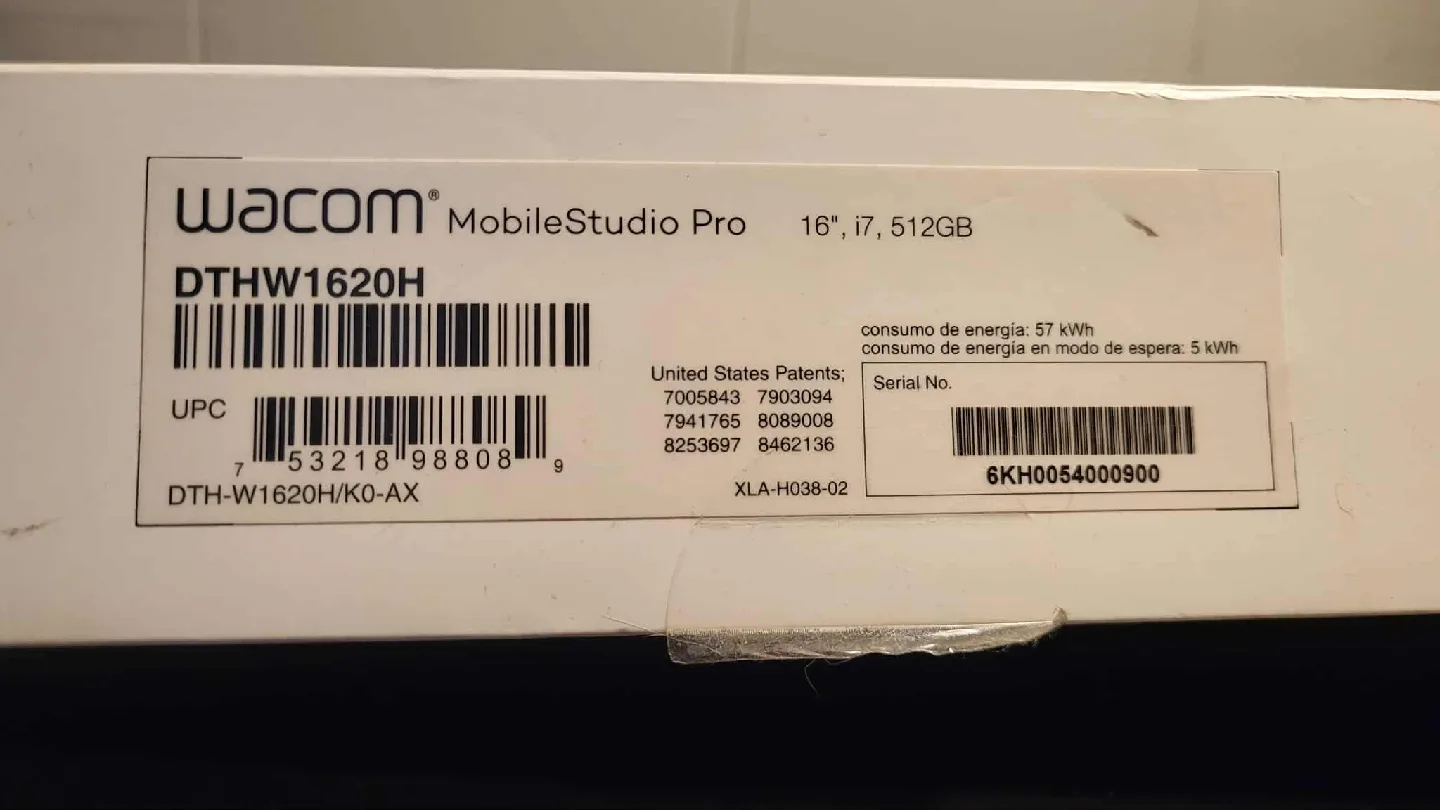 wacom® MobileStudio Pro 16", i7, 512GB
DTHW1620H
consumo de energía: 57 kWh
consumo de energía en modo de espera: 5 kWh
United States Patents;
7005843 7903094
7941765 8089008
8253697 8462136
XLA-H038-02
Serial No.
6KH0054000900
UPC
7 53218 98808 9
DTH-W1620H/K0-AX